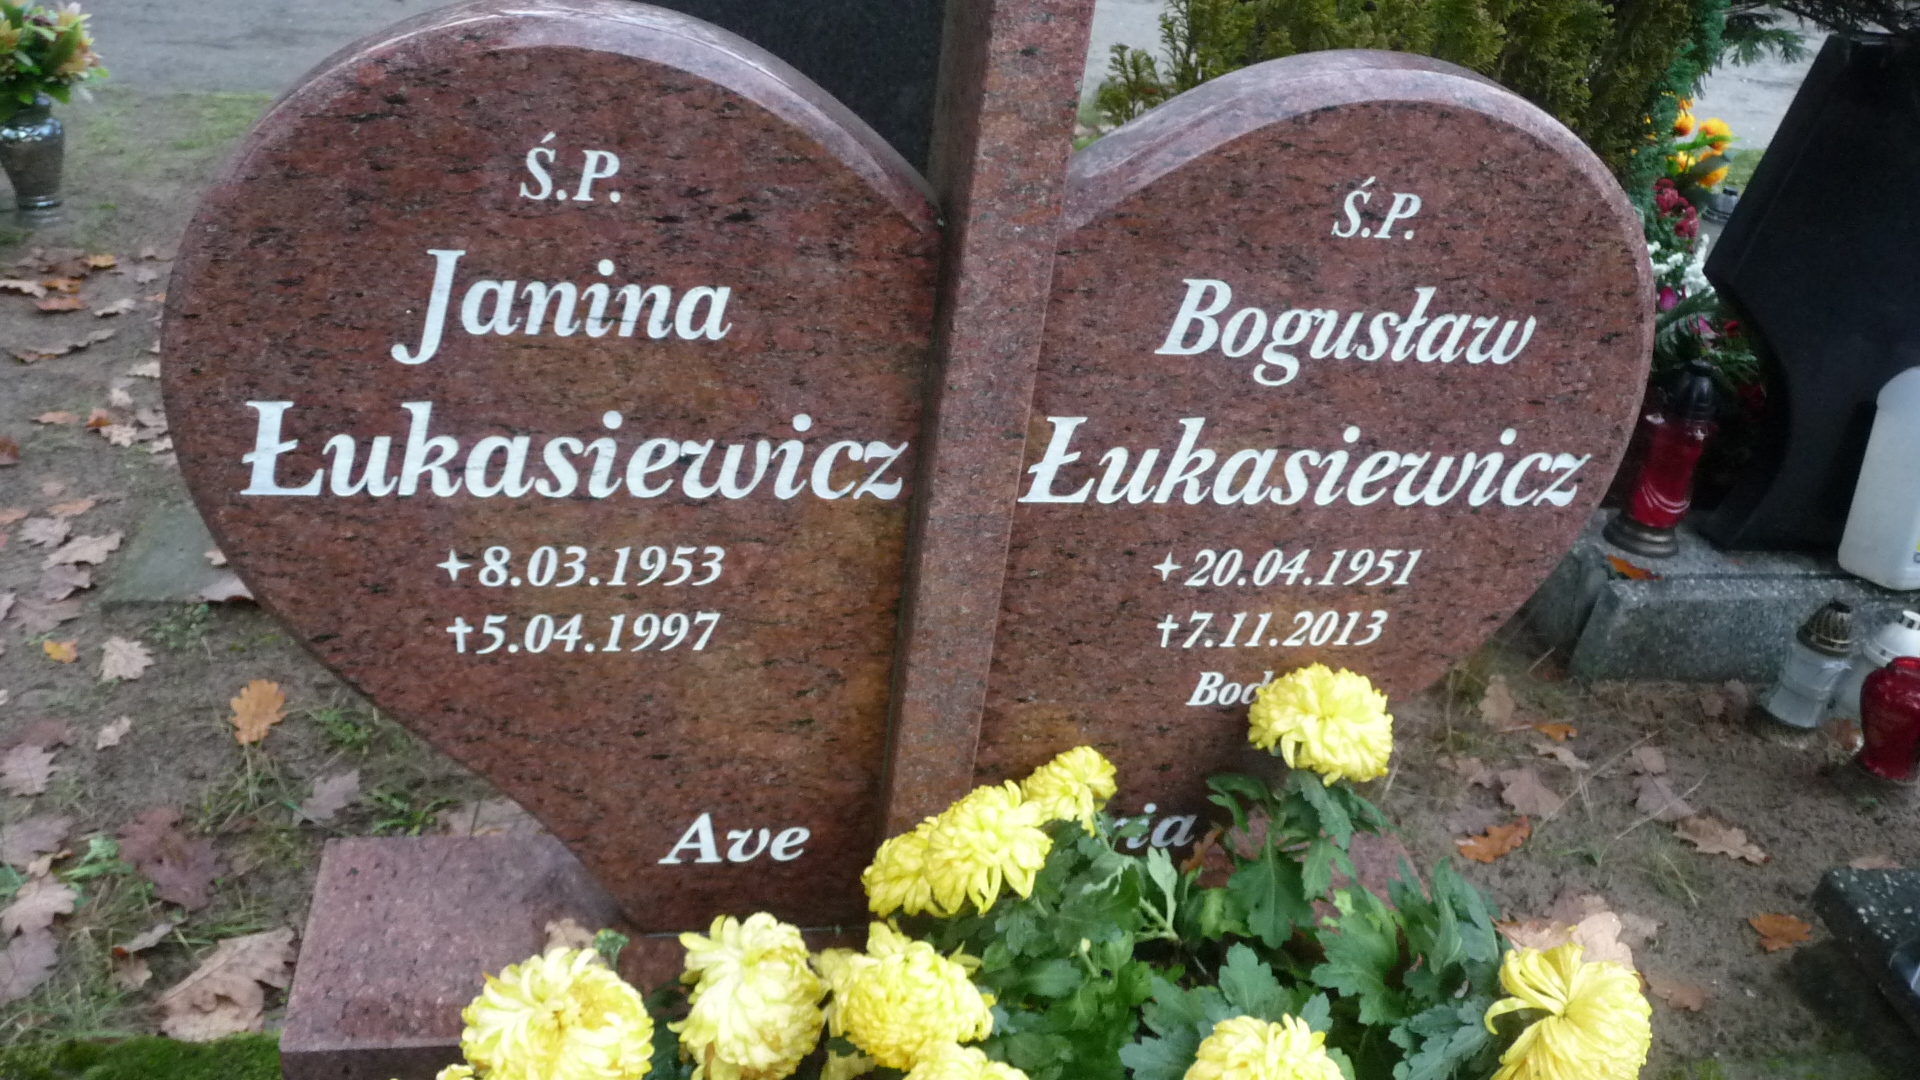 Ś.P.
Janina
Łukasiewicz
+8.03.1953
†5.04.1997
Ś.P.
Bogusław
Łukasiewicz
+20.04.1951
†7.11.2013
Ave